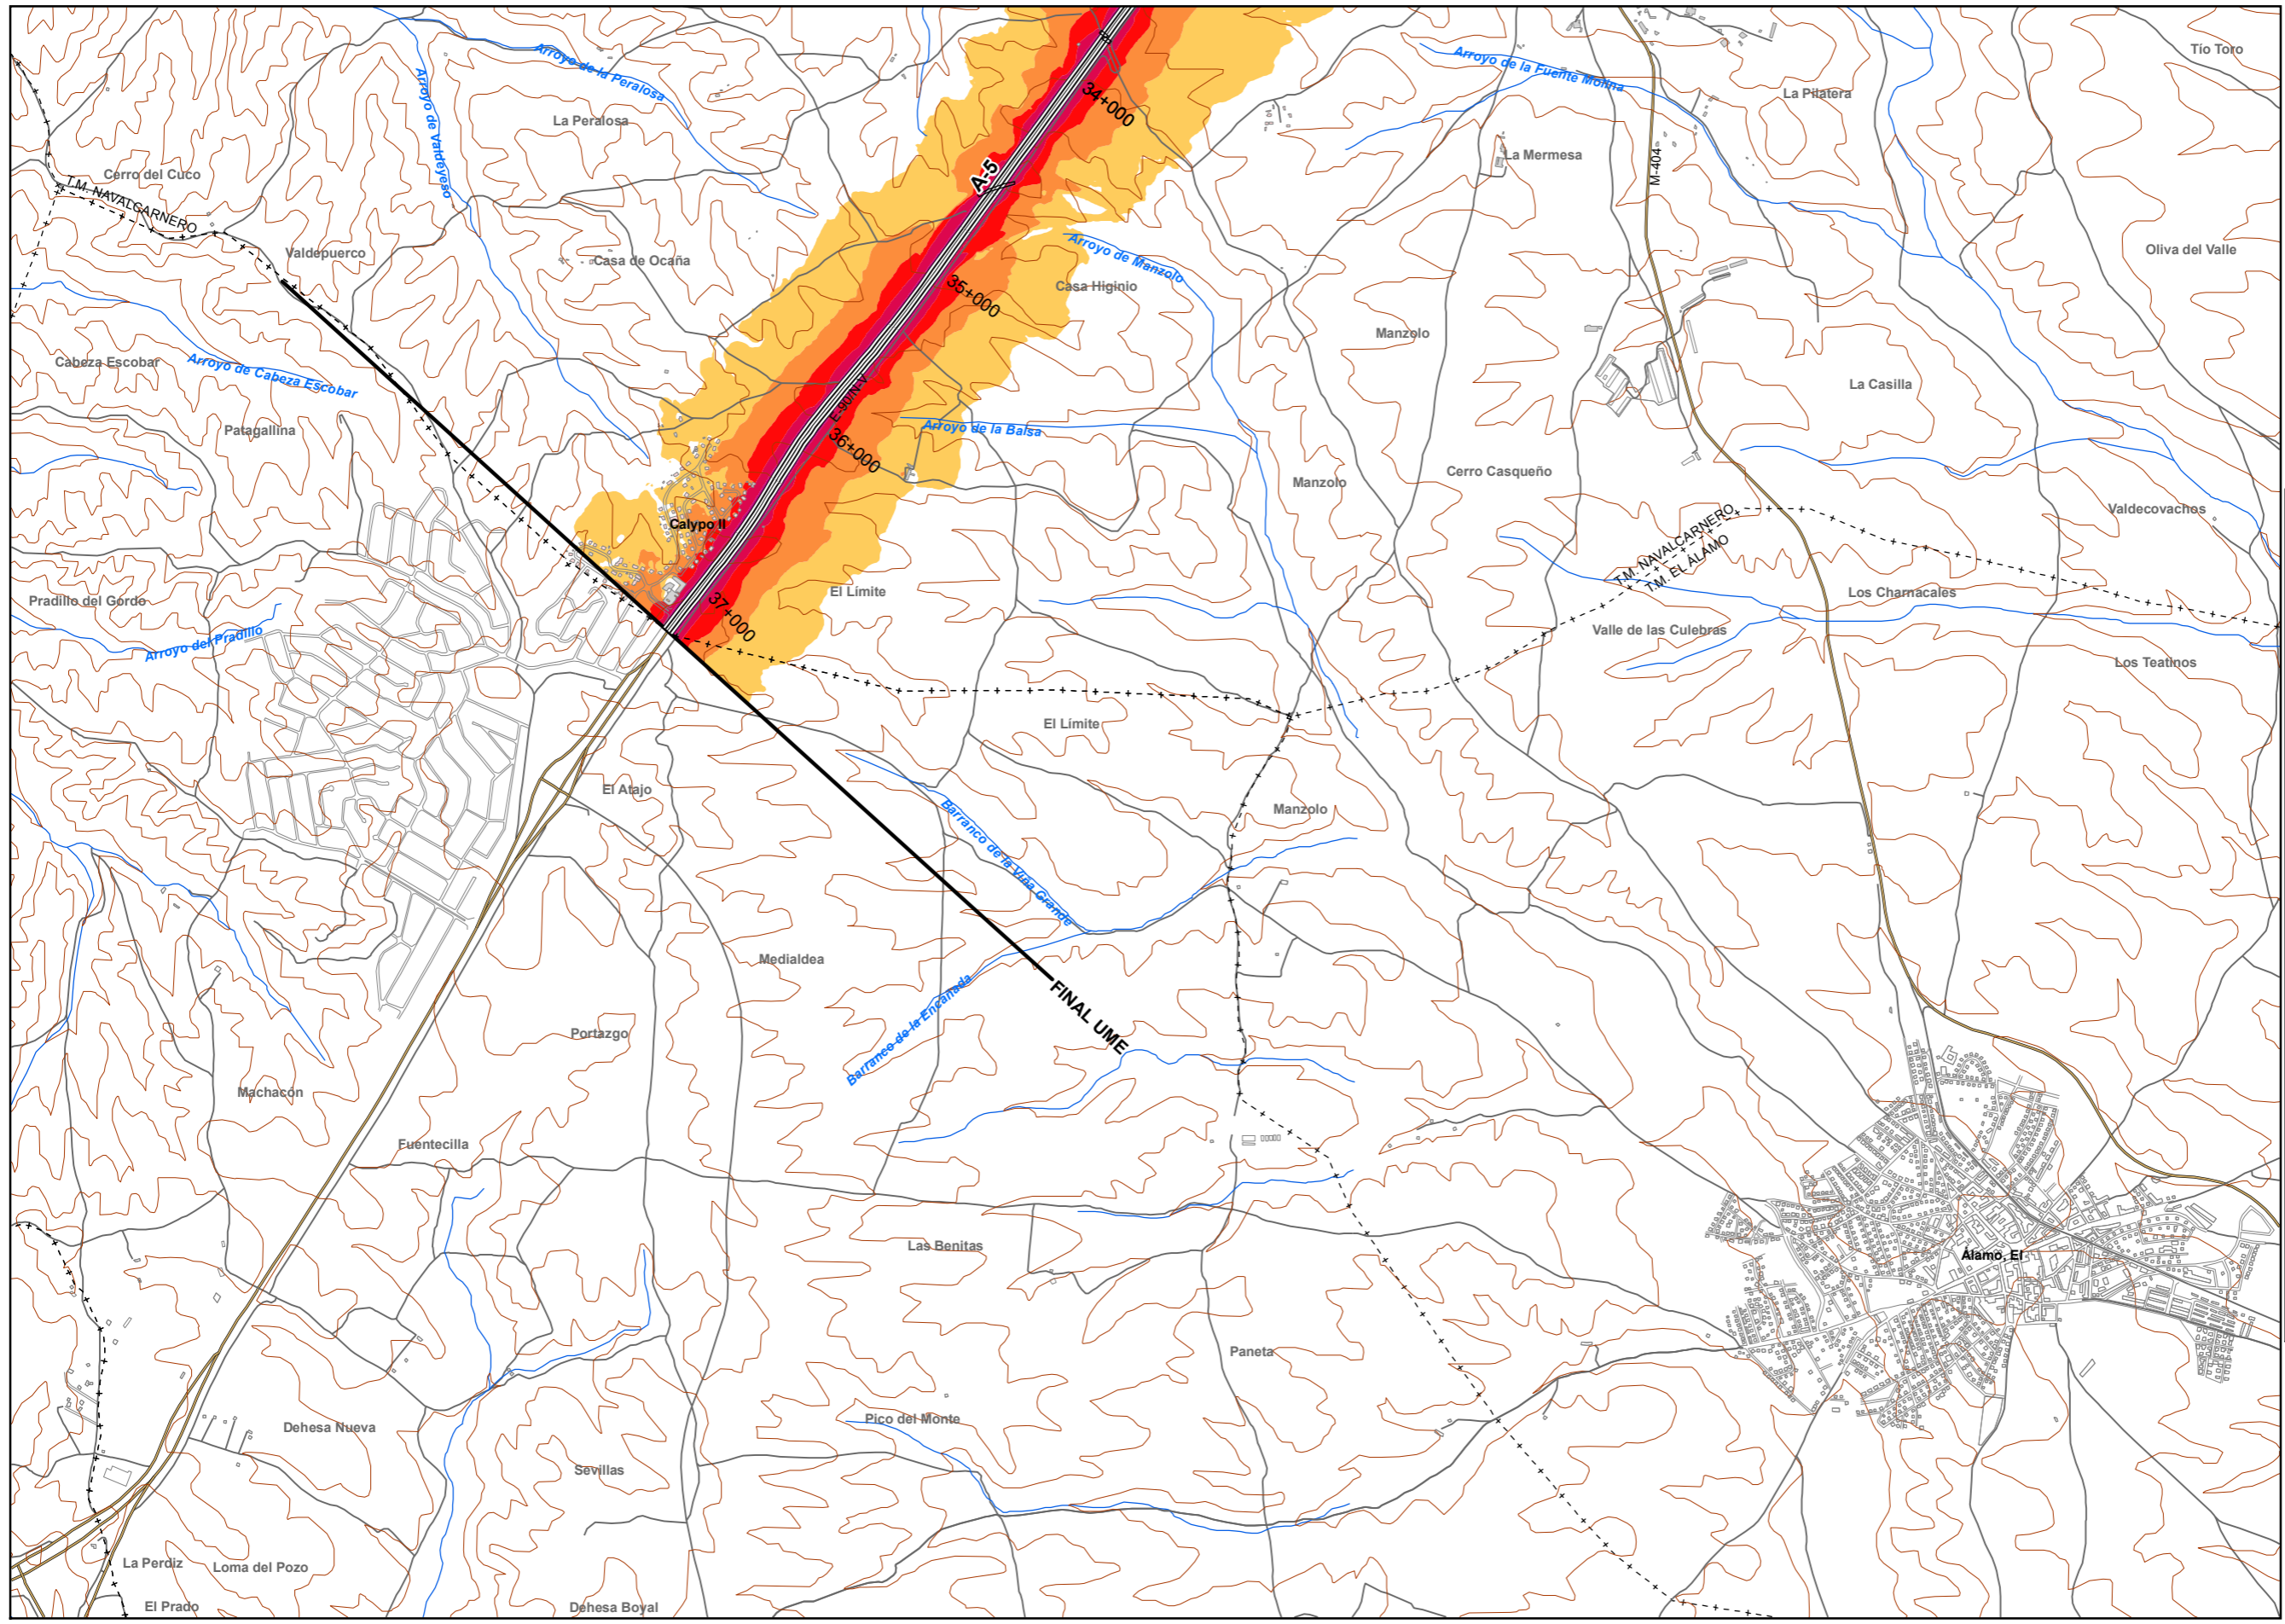 Tío Toro
Arroyo de la Peralosa
Arroyo de la Fuente Molina
Arroyo de Valdeyeso
34+000
La Pilatera
La Peralosa
La Mermesa
M-404
A-5
Cerro del Cuco
T.M. NAVALCARNERO
Valdepuerco
Casa de Ocaña
Arroyo de Manzolo
Oliva del Valle
35+000
Casa Higinio
Manzolo
Cabeza Escobar
Arroyo de Cabeza Escobar
La Casilla
E-90/N-V
Patagallina
36+000
Arroyo de la Balsa
Cerro Casqueño
Manzolo
Valdecovachos
Calypo II
T.M. NAVALCARNERO
T.M. EL ÁLAMO
Pradillo del Gordo
37+000
El Límite
Los Charnacales
Arroyo del Pradillo
Valle de las Culebras
Los Teatinos
El Límite
El Atajo
Manzolo
Barranco de la Viña Grande
Medialdea
Barranco de la Encañada
FINAL UME
Portazgo
Machacón
Fuentecilla
Las Benitas
Álamo, El
Paneta
Pico del Monte
Dehesa Nueva
Sevillas
La Perdiz
Loma del Pozo
El Prado
Dehesa Boyal